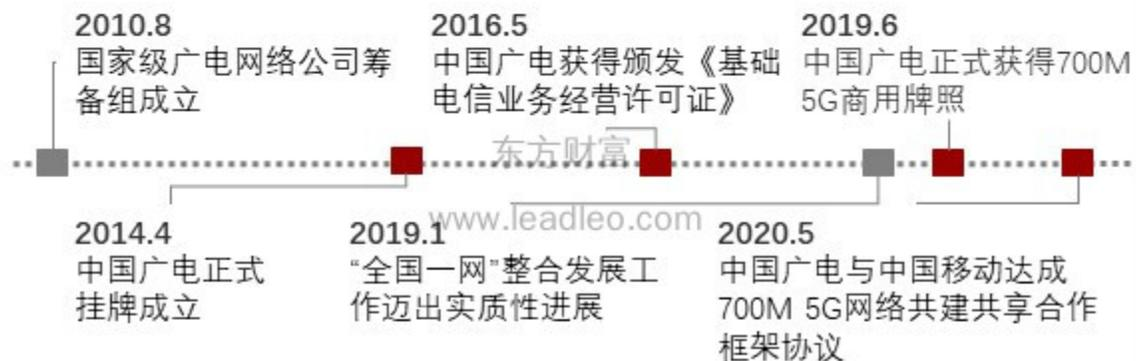 2010.8
国家级广电网络公司筹
备组成立
2016.5
中国广电获得颁发《基础
电信业务经营许可证》
2019.6
中国广电正式获得700M
5G商用牌照
东方财富
www.leadleo.com
2014.4
中国广电正式
挂牌成立
2019.1
“全国一网”整合发展工
作迈出实质性进展
2020.5
中国广电与中国移动达成
700M 5G网络共建共享合作
框架协议